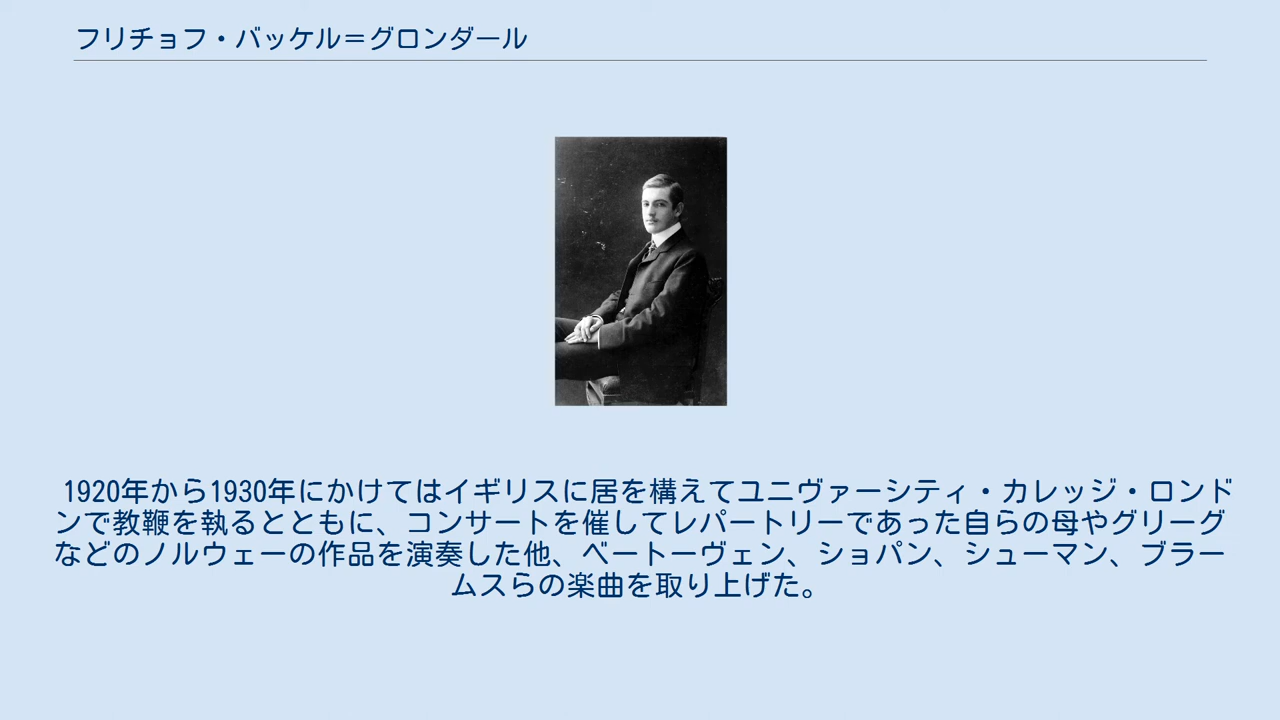 フリチョフ・バッケル＝グロンダール
1920年から1930年にかけてはイギリスに居を構えてユニヴァーシティ・カレッジ・ロンド
ンで教鞭を執るとともに、コンサートを催してレパートリーであった自らの母やグリーグ
などのノルウェーの作品を演奏した他、ベートーヴェン、ショパン、シューマン、ブラー
ムスらの楽曲を取り上げた。